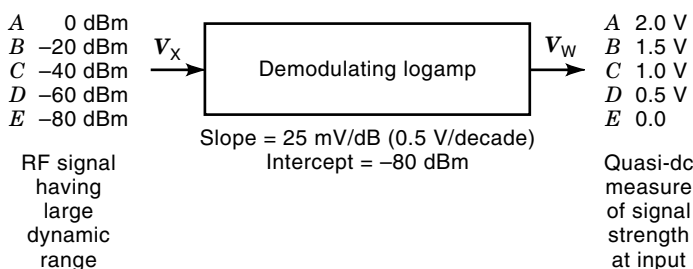 A 0 dBm
B –20 dBm
C –40 dBm
D –60 dBm
E –80 dBm
RF signal
having
large
dynamic
range
VX
Demodulating logamp
Slope = 25 mV/dB (0.5 V/decade)
Intercept = –80 dBm
VW
A 2.0 V
B 1.5 V
C 1.0 V
D 0.5 V
E 0.0
Quasi-dc
measure
of signal
strength
at input